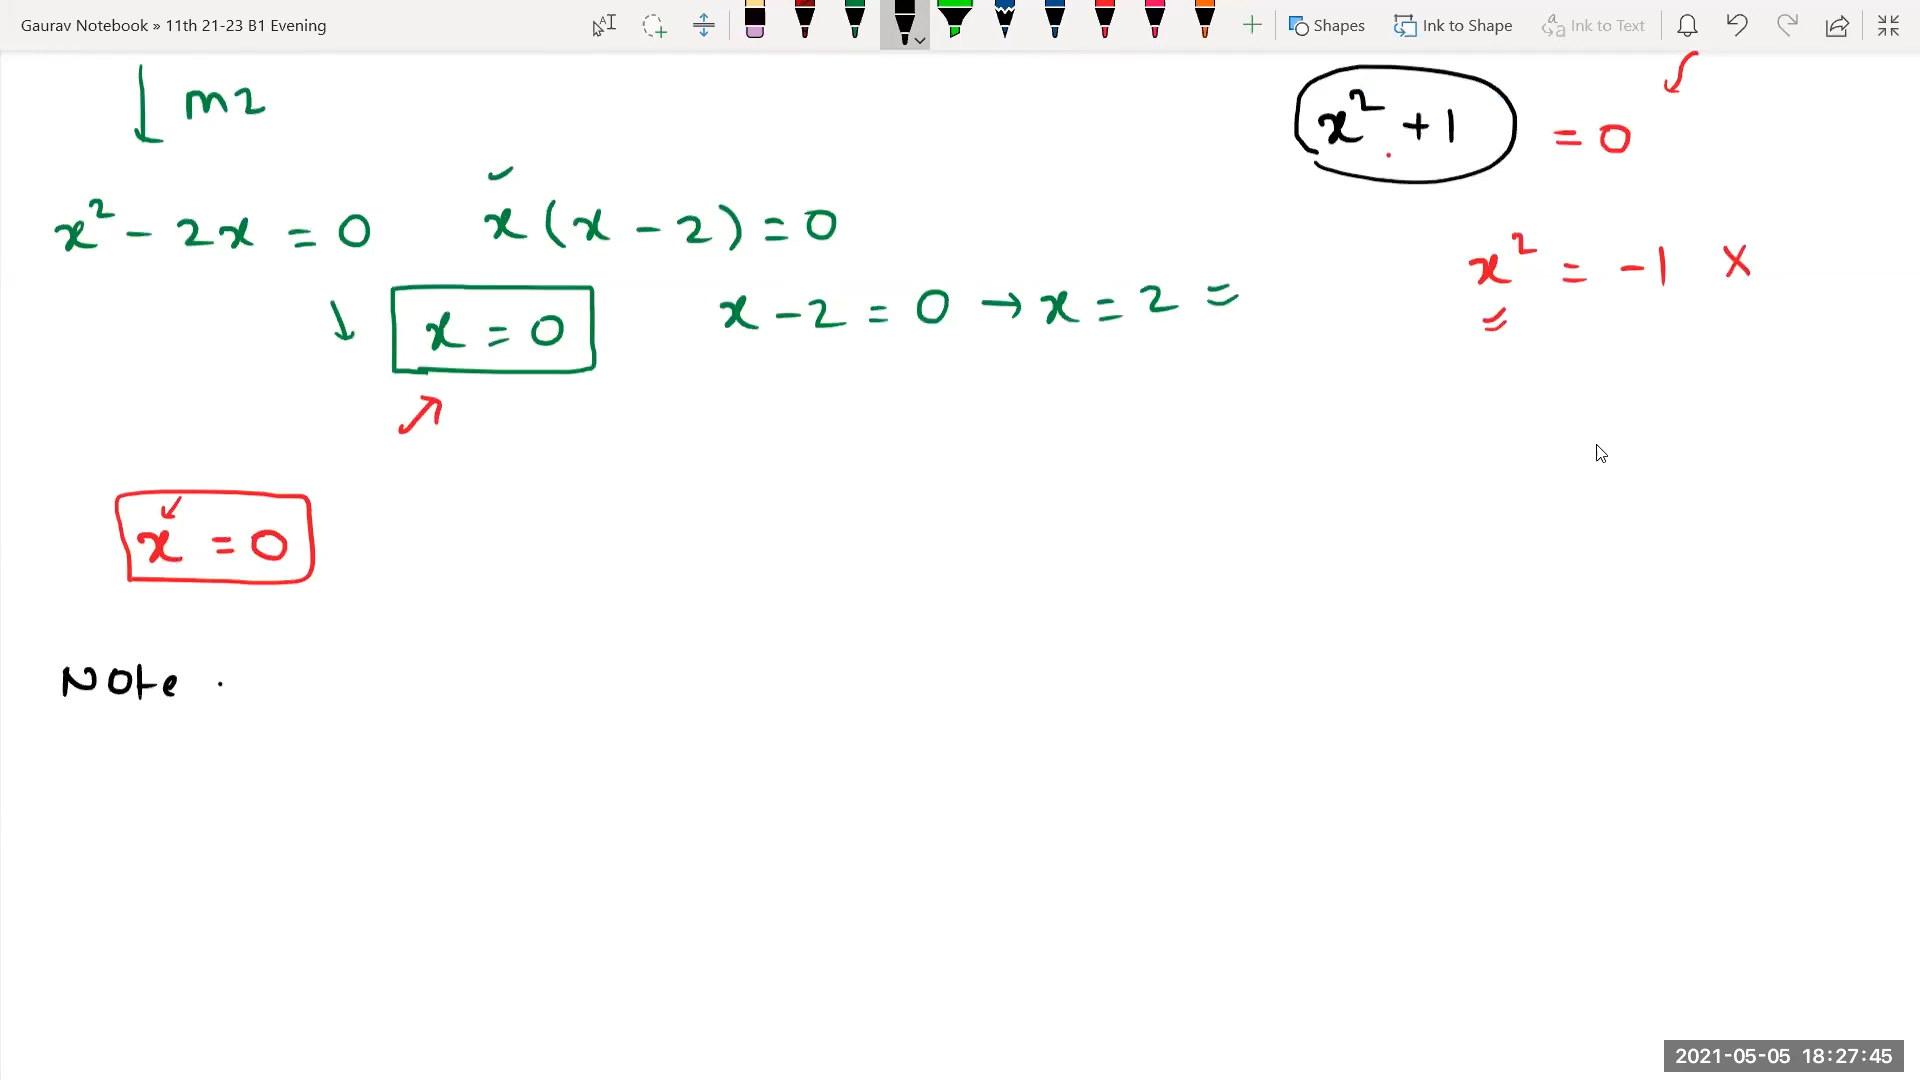 Gaurav Notebook » 11th 21-23 B1 Evening
Shapes
Ink to Shape
Ink to Text
m2
x² + 1 = 0
x² - 2x = 0 x(x - 2) = 0
x² = -1 ×
x = 0 x - 2 = 0 → x = 2 =
x = 0
Note .
2021-05-05 18:27:45